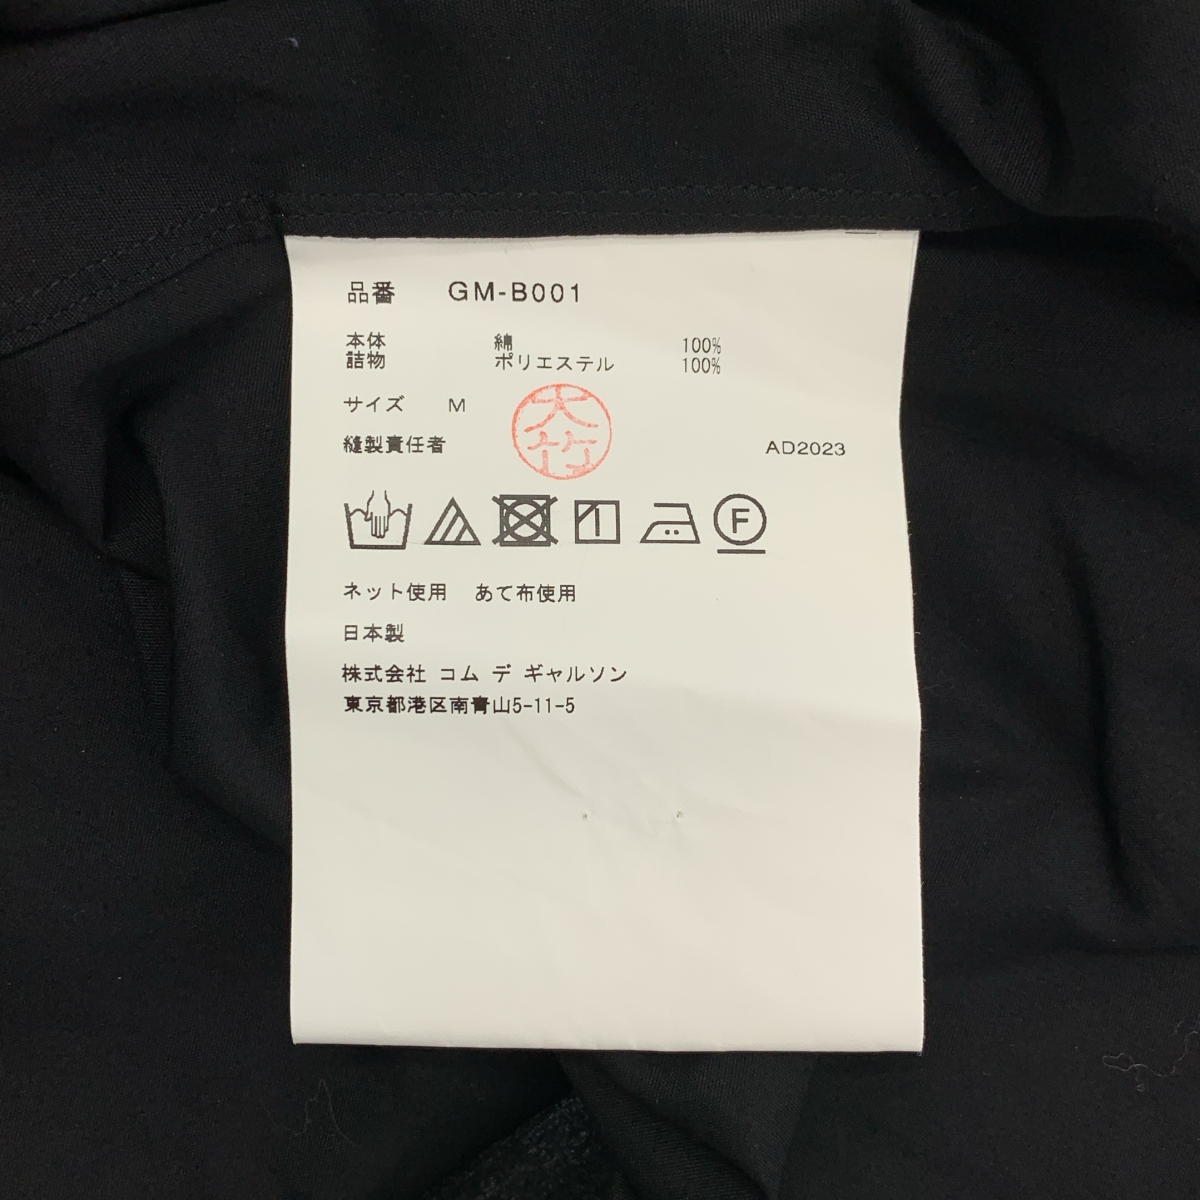 品番 GM-B001
本体 綿 100%
詰物 ポリエステル 100%
サイズ M
大竹
縫製責任者 AD2023
F
ネット使用 あて布使用
日本製
株式会社 コム デ ギャルソン
東京都港区南青山5-11-5